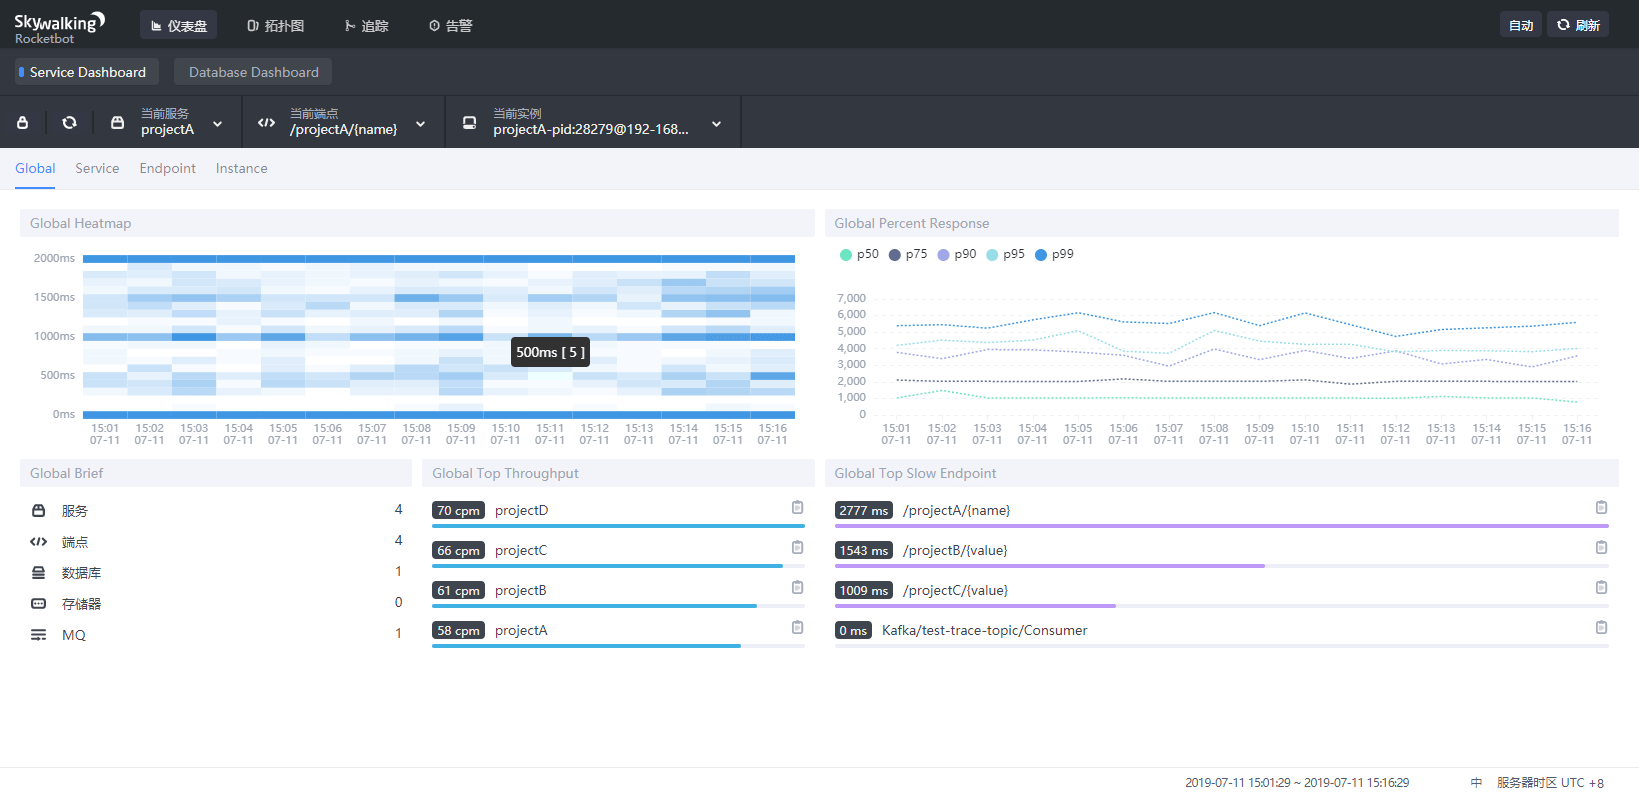 Skywalking
Rocketbot
仪表盘
拓扑图
追踪
告警
自动
刷新
Service Dashboard
Database Dashboard
当前服务
projectA
当前端点
/projectA/{name}
当前实例
projectA-pid:28279@192-168...
Global
Service
Endpoint
Instance
Global Heatmap
2000ms
1500ms
1000ms
500ms
0ms
500ms [ 5 ]
15:01 15:02 15:03 15:04 15:05 15:06 15:07 15:08 15:09 15:10 15:11 15:12 15:13 15:14 15:15 15:16
07-11 07-11 07-11 07-11 07-11 07-11 07-11 07-11 07-11 07-11 07-11 07-11 07-11 07-11 07-11 07-11
Global Percent Response
p50 p75 p90 p95 p99
7,000
6,000
5,000
4,000
3,000
2,000
1,000
0
15:01 15:02 15:03 15:04 15:05 15:06 15:07 15:08 15:09 15:10 15:11 15:12 15:13 15:14 15:15 15:16
07-11 07-11 07-11 07-11 07-11 07-11 07-11 07-11 07-11 07-11 07-11 07-11 07-11 07-11 07-11 07-11
Global Brief
服务 4
端点 4
数据库 1
存储器 0
MQ 1
Global Top Throughput
70 cpm projectD
66 cpm projectC
61 cpm projectB
58 cpm projectA
Global Top Slow Endpoint
2777 ms /projectA/{name}
1543 ms /projectB/{value}
1009 ms /projectC/{value}
0 ms Kafka/test-trace-topic/Consumer
2019-07-11 15:01:29 ~ 2019-07-11 15:16:29
中
服务器时区 UTC +8